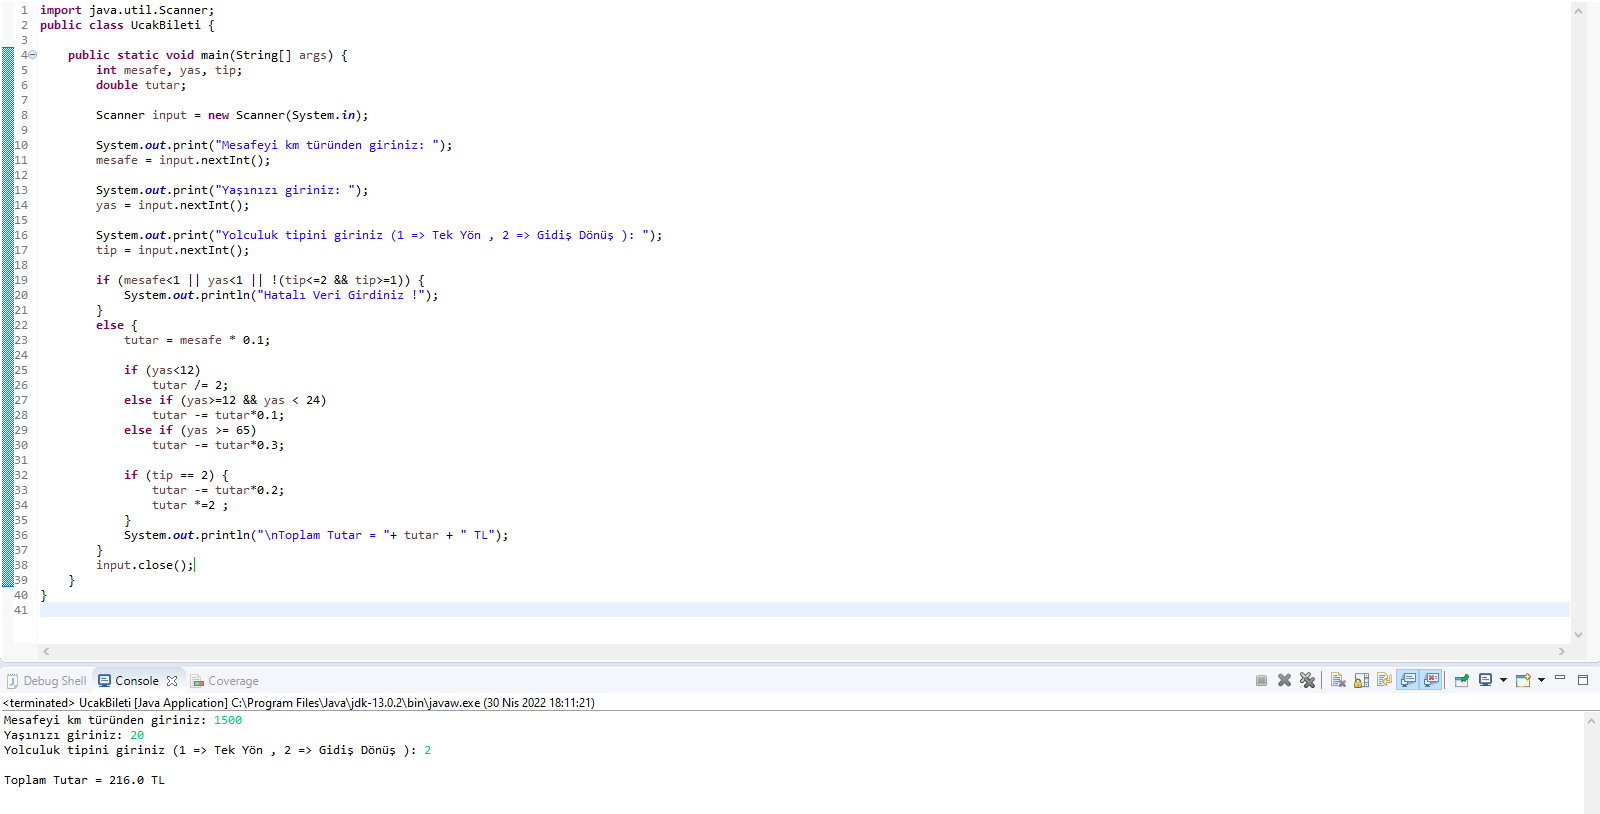 1 import java.util.Scanner;
2 public class UcakBileti {
3
4 public static void main(String[] args) {
5 int mesafe, yas, tip;
6 double tutar;
7
8 Scanner input = new Scanner(System.in);
9
10 System.out.print("Mesafeyi km türünden giriniz: ");
11 mesafe = input.nextInt();
12
13 System.out.print("Yaşınızı giriniz: ");
14 yas = input.nextInt();
15
16 System.out.print("Yolculuk tipini giriniz (1 => Tek Yön , 2 => Gidiş Dönüş ): ");
17 tip = input.nextInt();
18
19 if (mesafe<1 || yas<1 || !(tip<=2 && tip>=1)) {
20 System.out.println("Hatalı Veri Girdiniz !");
21 }
22 else {
23 tutar = mesafe * 0.1;
24
25 if (yas<12)
26 tutar /= 2;
27 else if (yas>=12 && yas < 24)
28 tutar -= tutar*0.1;
29 else if (yas >= 65)
30 tutar -= tutar*0.3;
31
32 if (tip == 2) {
33 tutar -= tutar*0.2;
34 tutar *=2 ;
35 }
36 System.out.println("\nToplam Tutar = "+ tutar + " TL");
37 }
38 input.close();
39 }
40 }
41
Debug Shell Console Coverage
<terminated> UcakBileti [Java Application] C:\Program Files\Java\jdk-13.0.2\bin\javaw.exe (30 Nis 2022 18:11:21)
Mesafeyi km türünden giriniz: 1500
Yaşınızı giriniz: 20
Yolculuk tipini giriniz (1 => Tek Yön , 2 => Gidiş Dönüş ): 2
Toplam Tutar = 216.0 TL